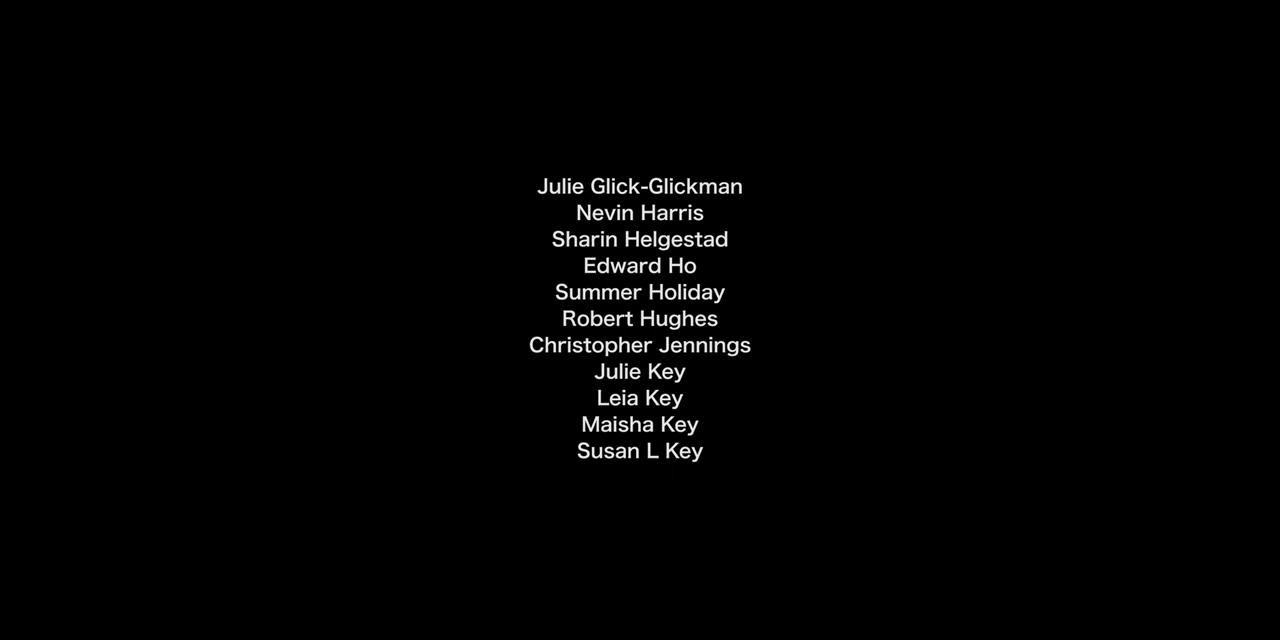 Julie Glick-Glickman
Nevin Harris
Sharin Helgestad
Edward Ho
Summer Holiday
Robert Hughes
Christopher Jennings
Julie Key
Leia Key
Maisha Key
Susan L Key